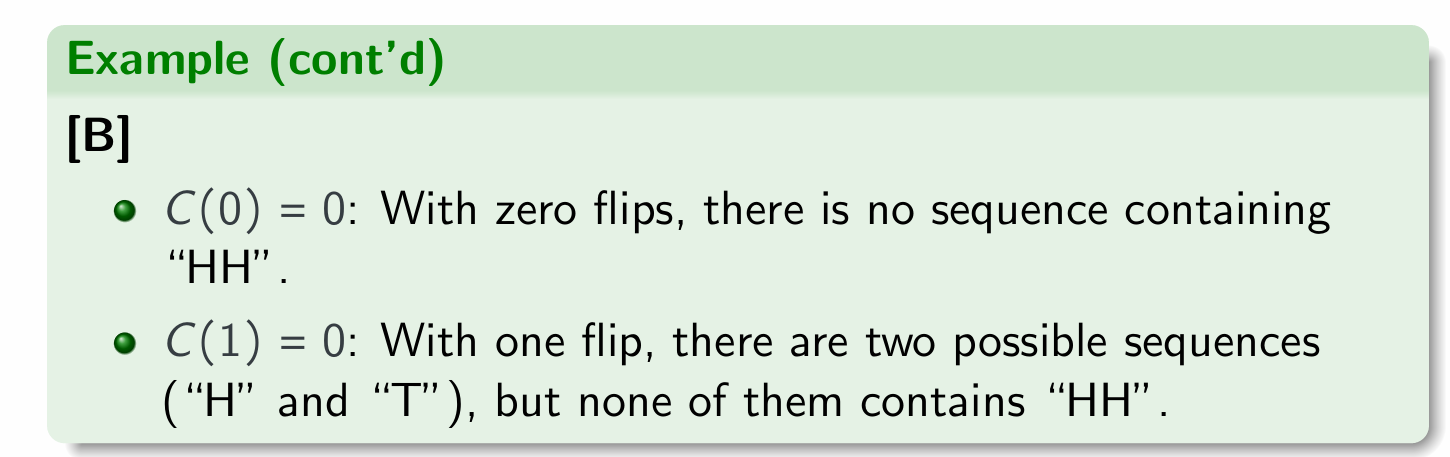 Example (cont'd)
[B]
C(0) = 0: With zero flips, there is no sequence containing
“HH”.
C(1) = 0: With one flip, there are two possible sequences
(“H” and “T”), but none of them contains “HH”.